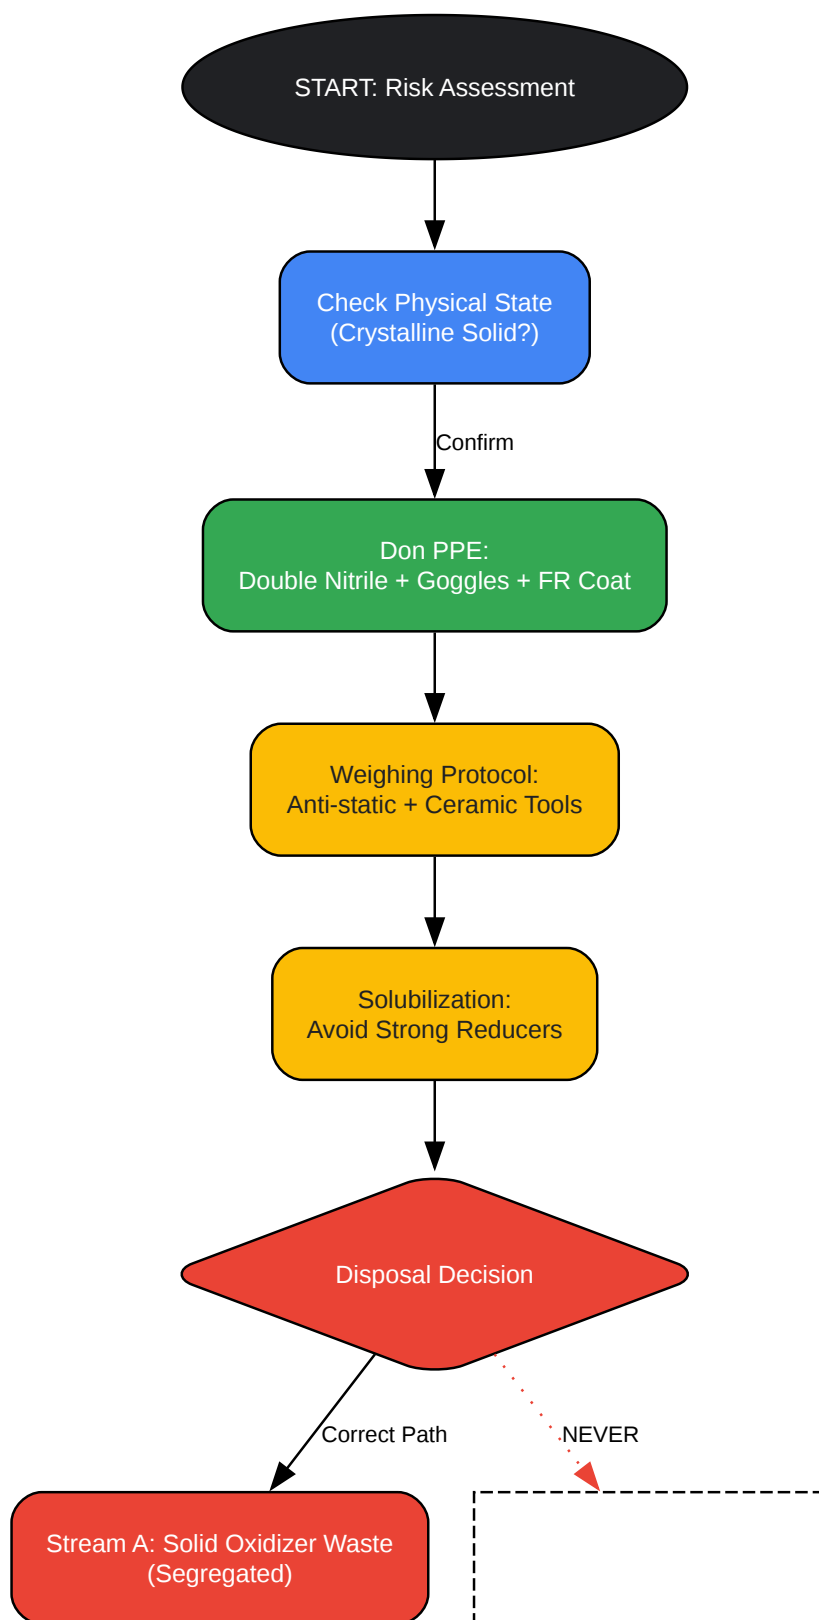 START: Risk Assessment
Check Physical State
(Crystalline Solid?)
Confirm
Don PPE:
Double Nitrile + Goggles + FR Coat
Weighing Protocol:
Anti-static + Ceramic Tools
Solubilization:
Avoid Strong Reducers
Disposal Decision
Correct Path
NEVER
Stream A: Solid Oxidizer Waste
(Segregated)